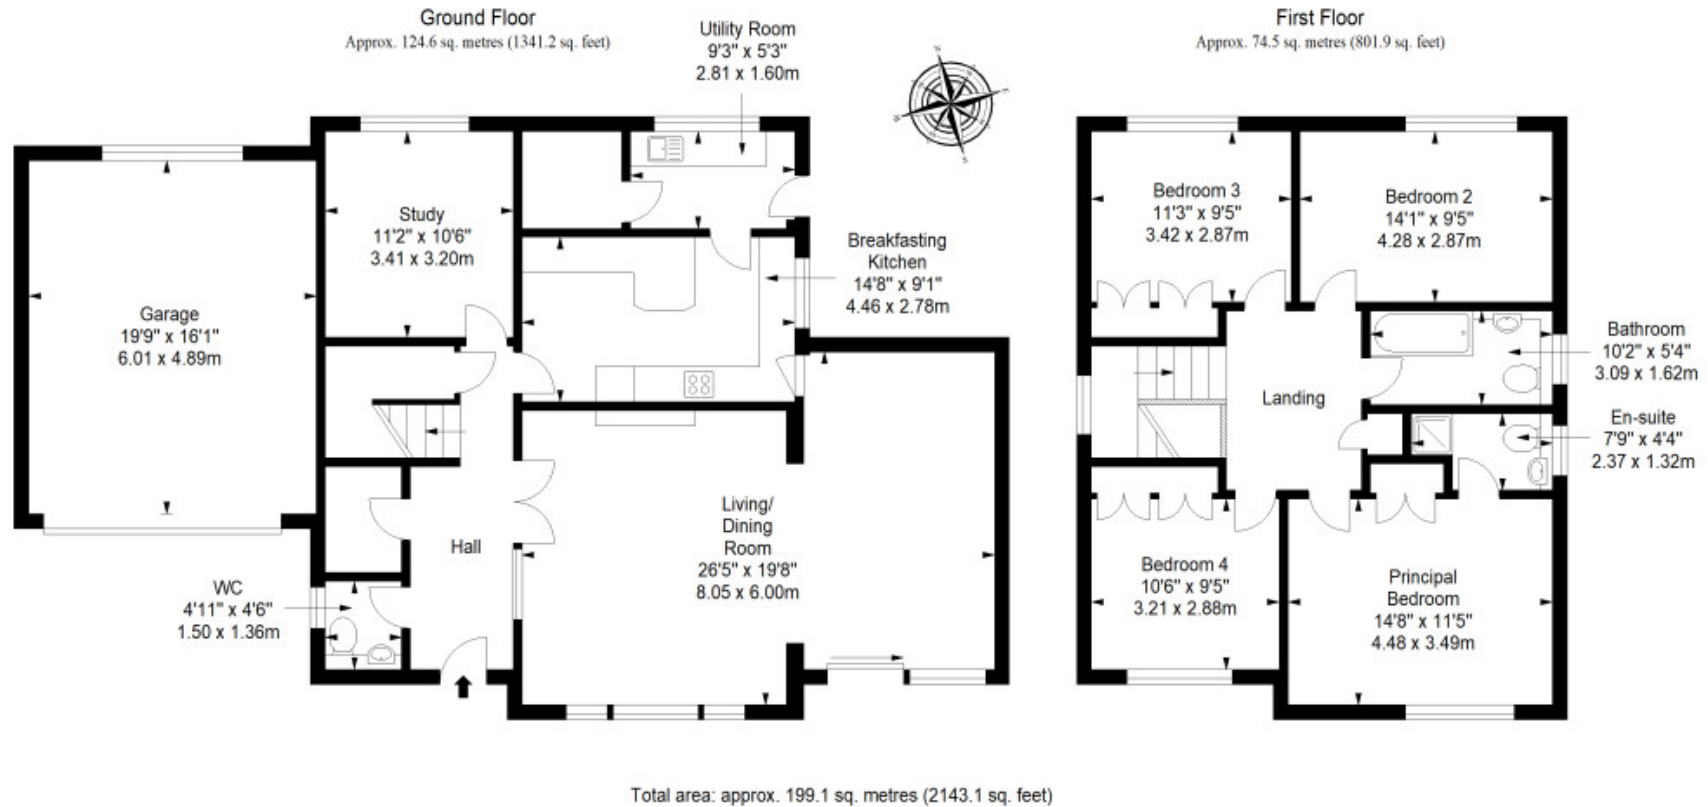 Ground Floor
Approx. 124.6 sq. metres (1341.2 sq. feet)
Utility Room
9'3" x 5'3"
2.81 x 1.60m
N
S
First Floor
Approx. 74.5 sq. metres (801.9 sq. feet)
Study
11'2" x 10'6"
3.41 x 3.20m
Breakfasting
Kitchen
14'8" x 9'1"
4.46 x 2.78m
Garage
19'9" x 16'1"
6.01 x 4.89m
Living/
Dining
Room
26'5" x 19'8"
8.05 x 6.00m
Hall
WC
4'11" x 4'6"
1.50 x 1.36m
Bedroom 3
11'3" x 9'5"
3.42 x 2.87m
Bedroom 2
14'1" x 9'5"
4.28 x 2.87m
Bathroom
10'2" x 5'4"
3.09 x 1.62m
Landing
En-suite
7'9" x 4'4"
2.37 x 1.32m
Bedroom 4
10'6" x 9'5"
3.21 x 2.88m
Principal
Bedroom
14'8" x 11'5"
4.48 x 3.49m
Total area: approx. 199.1 sq. metres (2143.1 sq. feet)